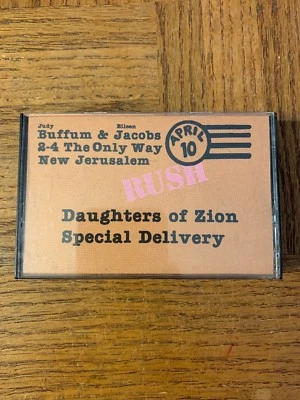 Judy Eileen
Buffum & Jacobs
2-4 The Only Way
New Jerusalem
APRIL
10
RUSH
Daughters of Zion
Special Delivery